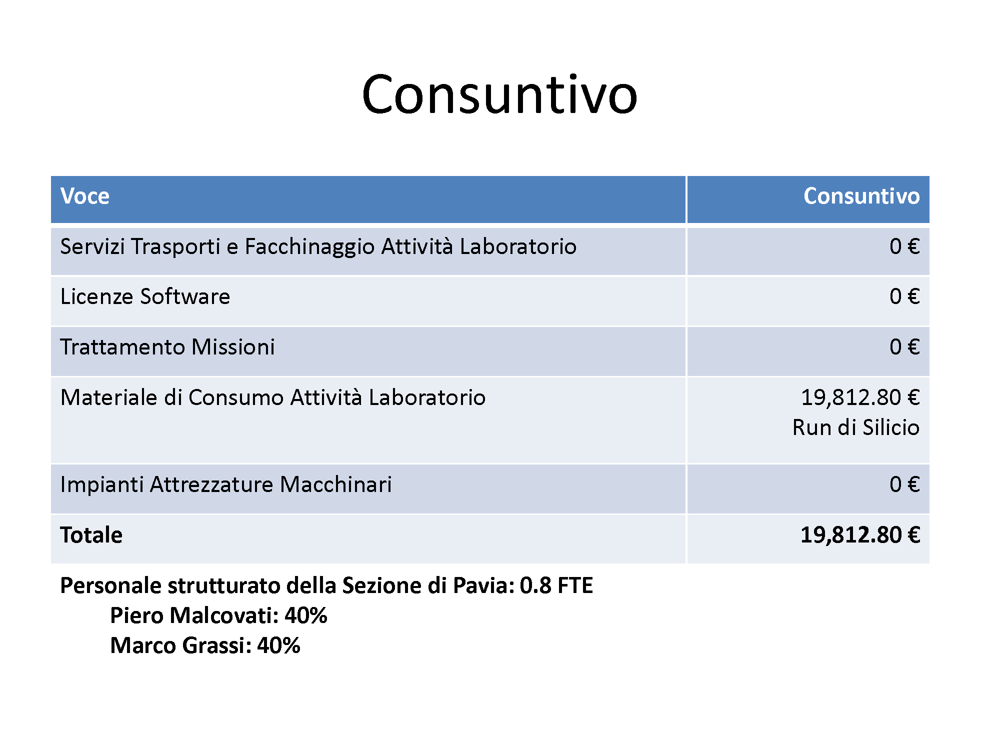 Consuntivo
Voce Consuntivo
Servizi Trasporti e Facchinaggio Attività Laboratorio 0 €
Licenze Software 0 €
Trattamento Missioni 0 €
Materiale di Consumo Attività Laboratorio 19,812.80 €
Run di Silicio
Impianti Attrezzature Macchinari 0 €
Totale 19,812.80 €
Personale strutturato della Sezione di Pavia: 0.8 FTE
Piero Malcovati: 40%
Marco Grassi: 40%